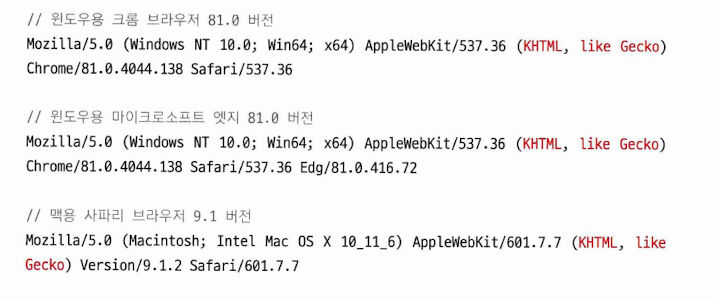 // 윈도우용 크롬 브라우저 81.0 버전
Mozilla/5.0 (Windows NT 10.0; Win64; x64) AppleWebKit/537.36 (KHTML, like Gecko)
Chrome/81.0.4044.138 Safari/537.36
// 윈도우용 마이크로소프트 엣지 81.0 버전
Mozilla/5.0 (Windows NT 10.0; Win64; x64) AppleWebKit/537.36 (KHTML, like Gecko)
Chrome/81.0.4044.138 Safari/537.36 Edg/81.0.416.72
// 맥용 사파리 브라우저 9.1 버전
Mozilla/5.0 (Macintosh; Intel Mac OS X 10_11_6) AppleWebKit/601.7.7 (KHTML, like
Gecko) Version/9.1.2 Safari/601.7.7